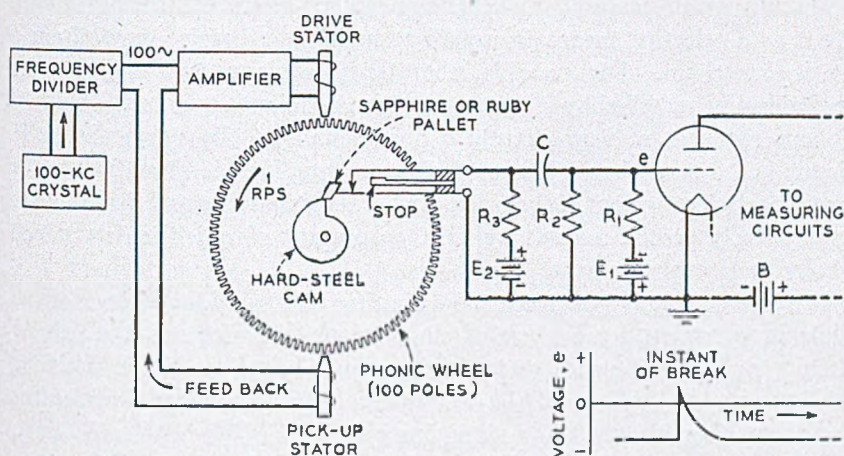 DRIVE
STATOR
100~
FREQUENCY
DIVIDER
AMPLIFIER
SAPPHIRE OR RUBY
PALLET
100-KC
CRYSTAL
1
RPS
STOP
HARD-STEEL
CAM
C
e
R3
R2
R1
E2
+
-
E1
+
+
TO
MEASURING
CIRCUITS
B
- +
PHONIC WHEEL
(100 POLES)
FEED BACK
PICK-UP
STATOR
VOLTAGE, e
+
0
-
INSTANT
OF BREAK
TIME